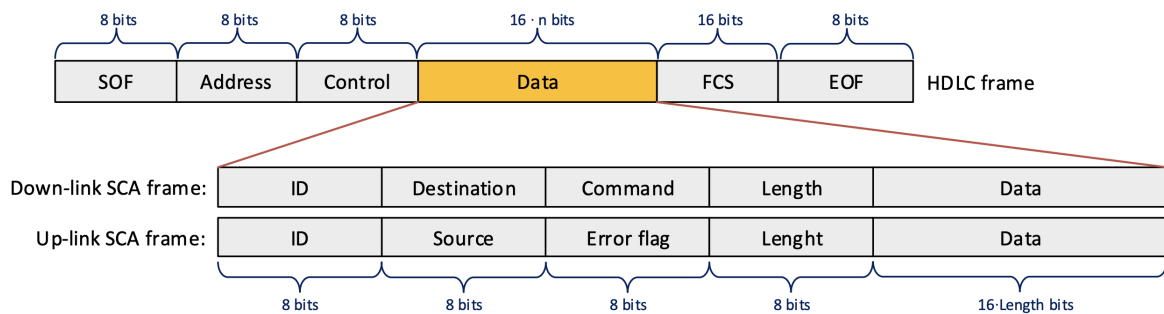 8 bits 8 bits 8 bits 16 · n bits 16 bits 8 bits
SOF Address Control Data FCS EOF HDLC frame
Down-link SCA frame: ID Destination Command Length Data
Up-link SCA frame: ID Source Error flag Lenght Data
8 bits 8 bits 8 bits 8 bits 16·Length bits